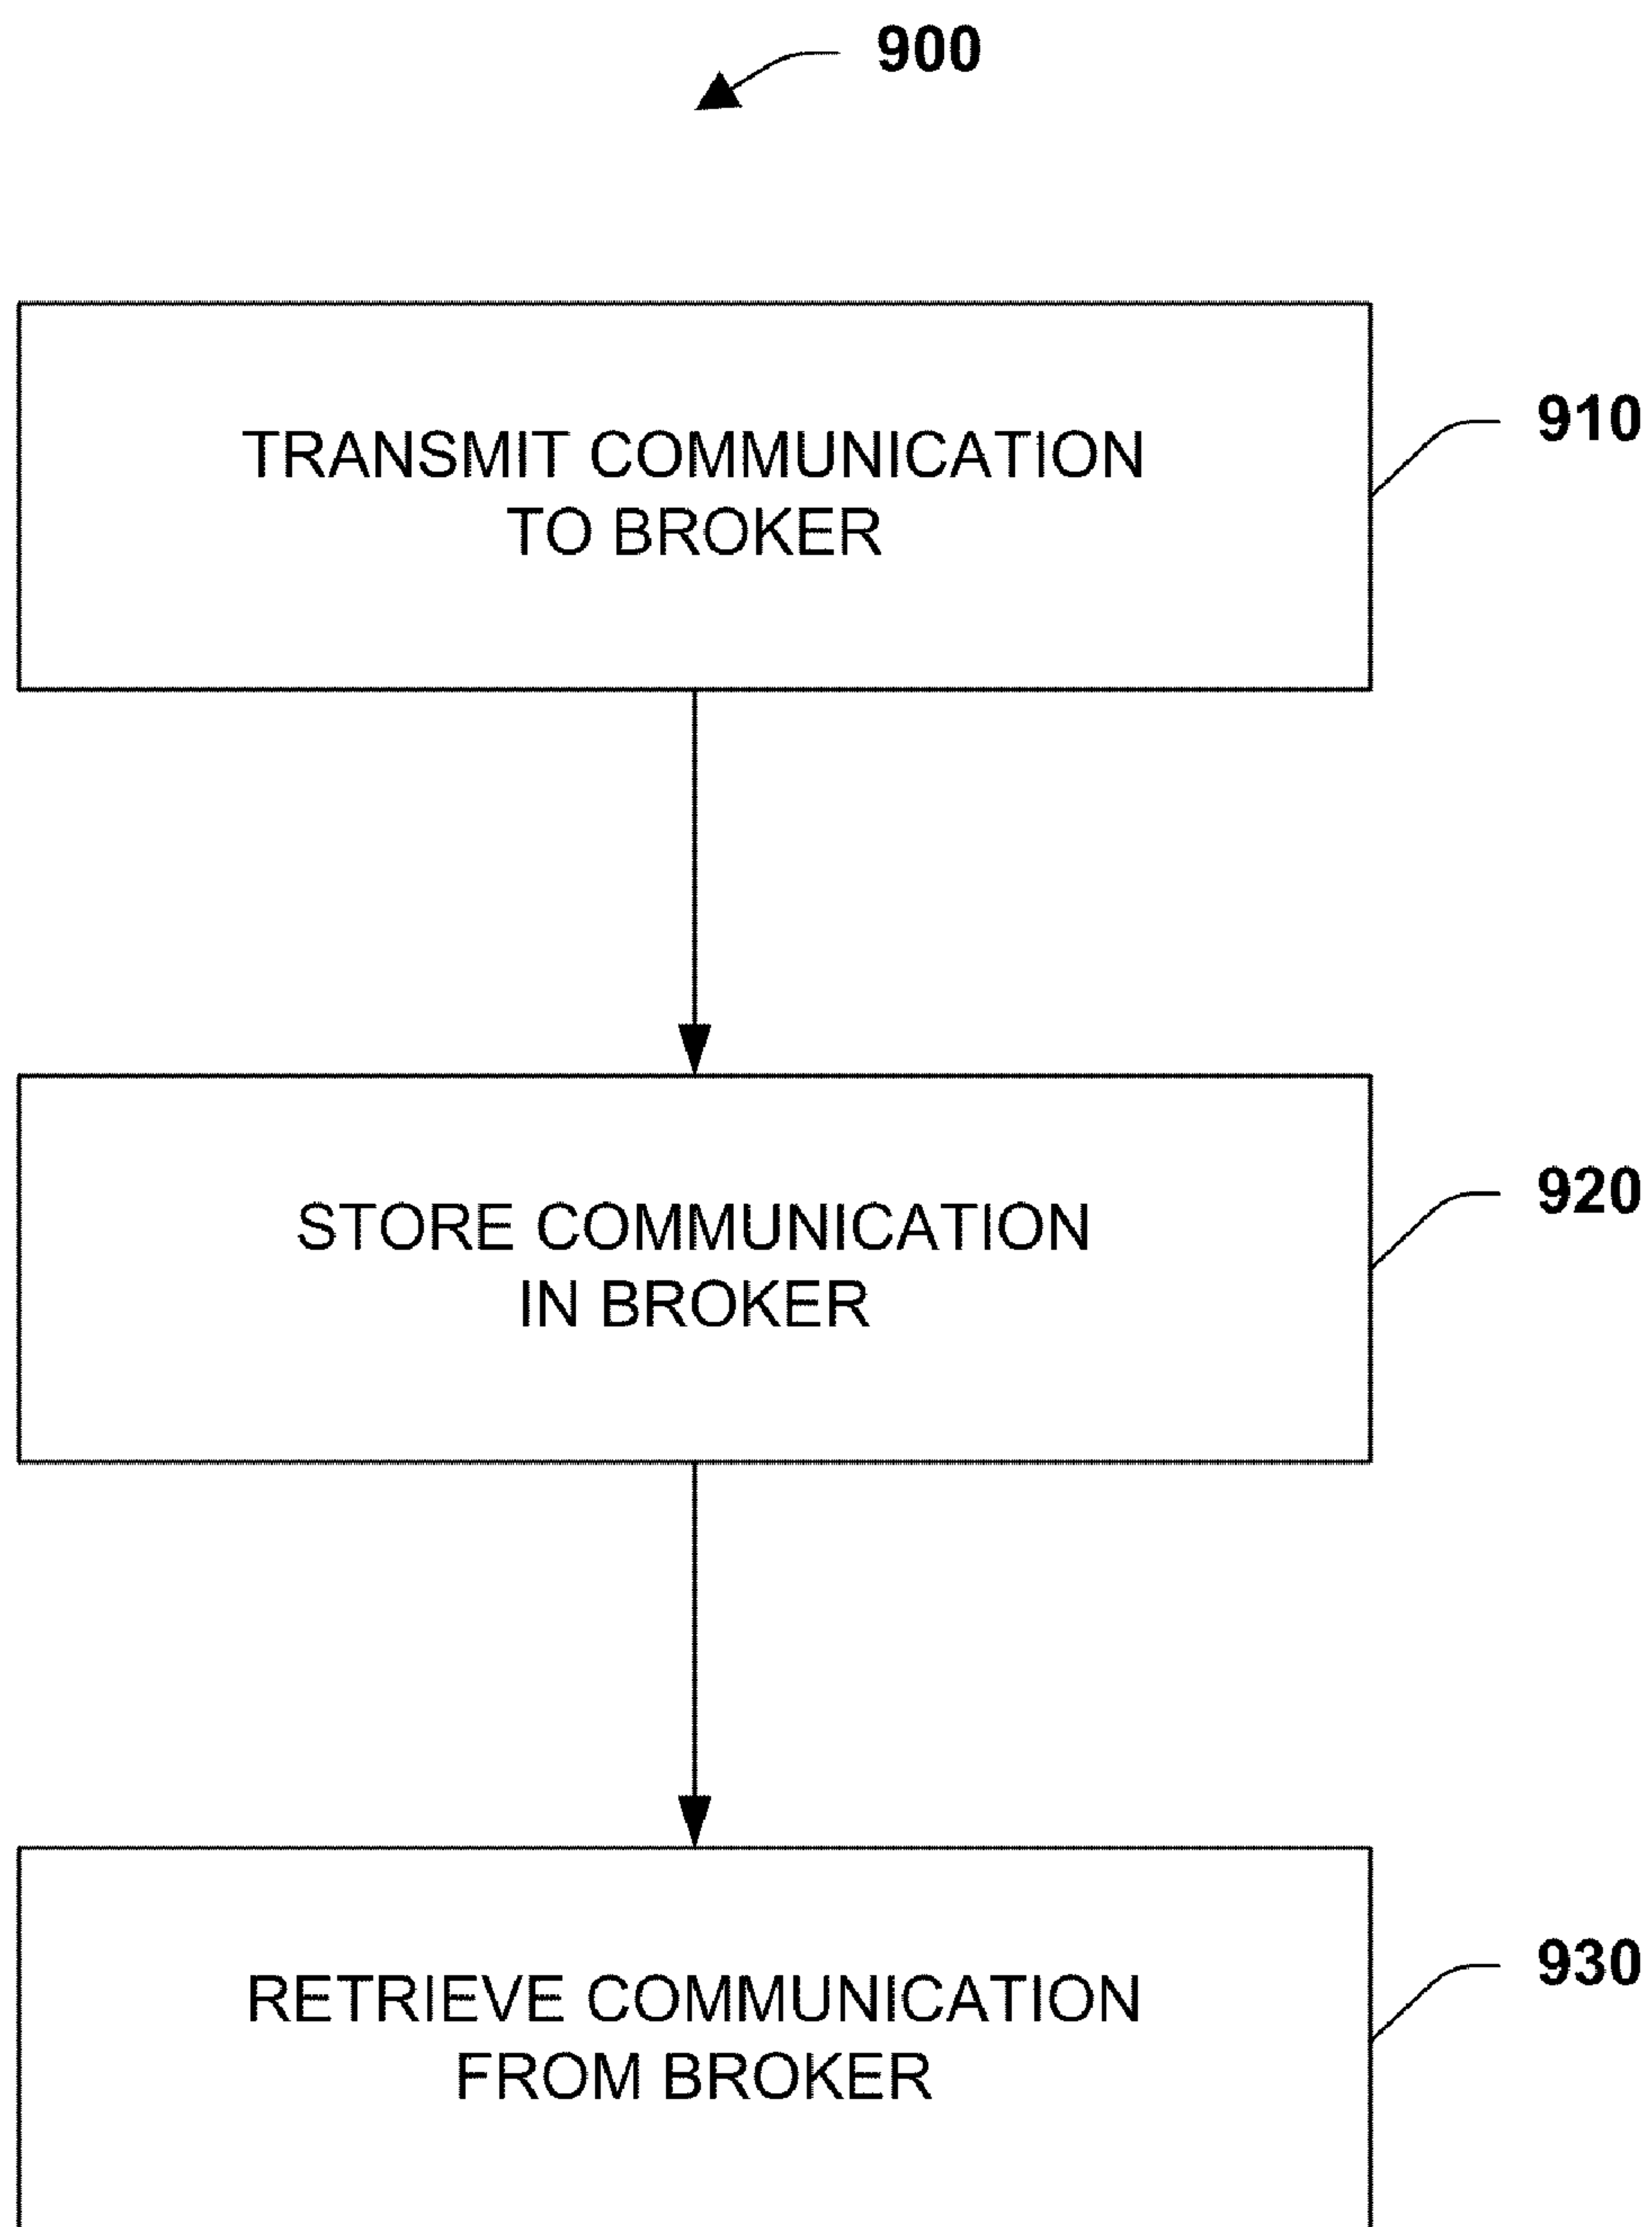 900
TRANSMIT COMMUNICATION
TO BROKER
910
STORE COMMUNICATION
IN BROKER
920
RETRIEVE COMMUNICATION
FROM BROKER
930